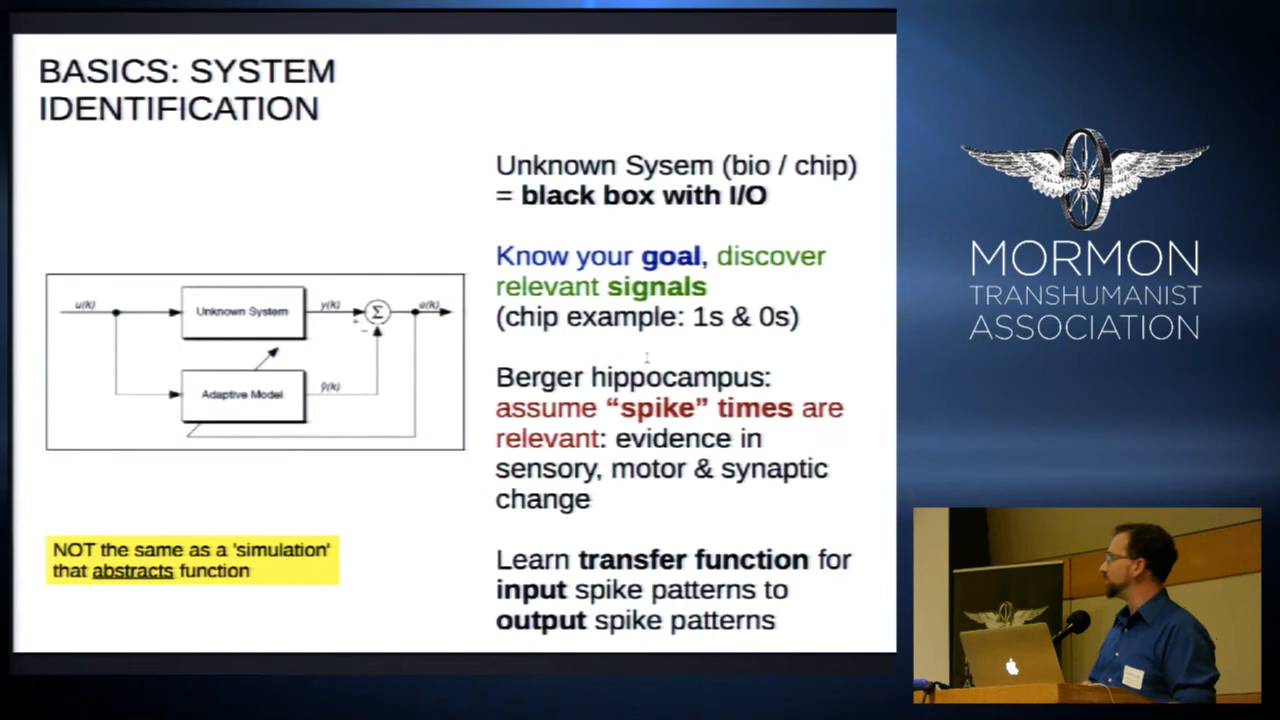 BASICS: SYSTEM
IDENTIFICATION
Unknown Sysem (bio / chip)
= black box with I/O
Know your goal, discover
relevant signals
(chip example: 1s & 0s)
Berger hippocampus:
assume “spike” times are
relevant: evidence in
sensory, motor & synaptic
change
Learn transfer function for
input spike patterns to
output spike patterns
u(k)
Unknown System
y(k)
+
−
Σ
e(k)
Adaptive Model
ŷ(k)
NOT the same as a 'simulation'
that abstracts function
MORMON
TRANSHUMANIST
ASSOCIATION